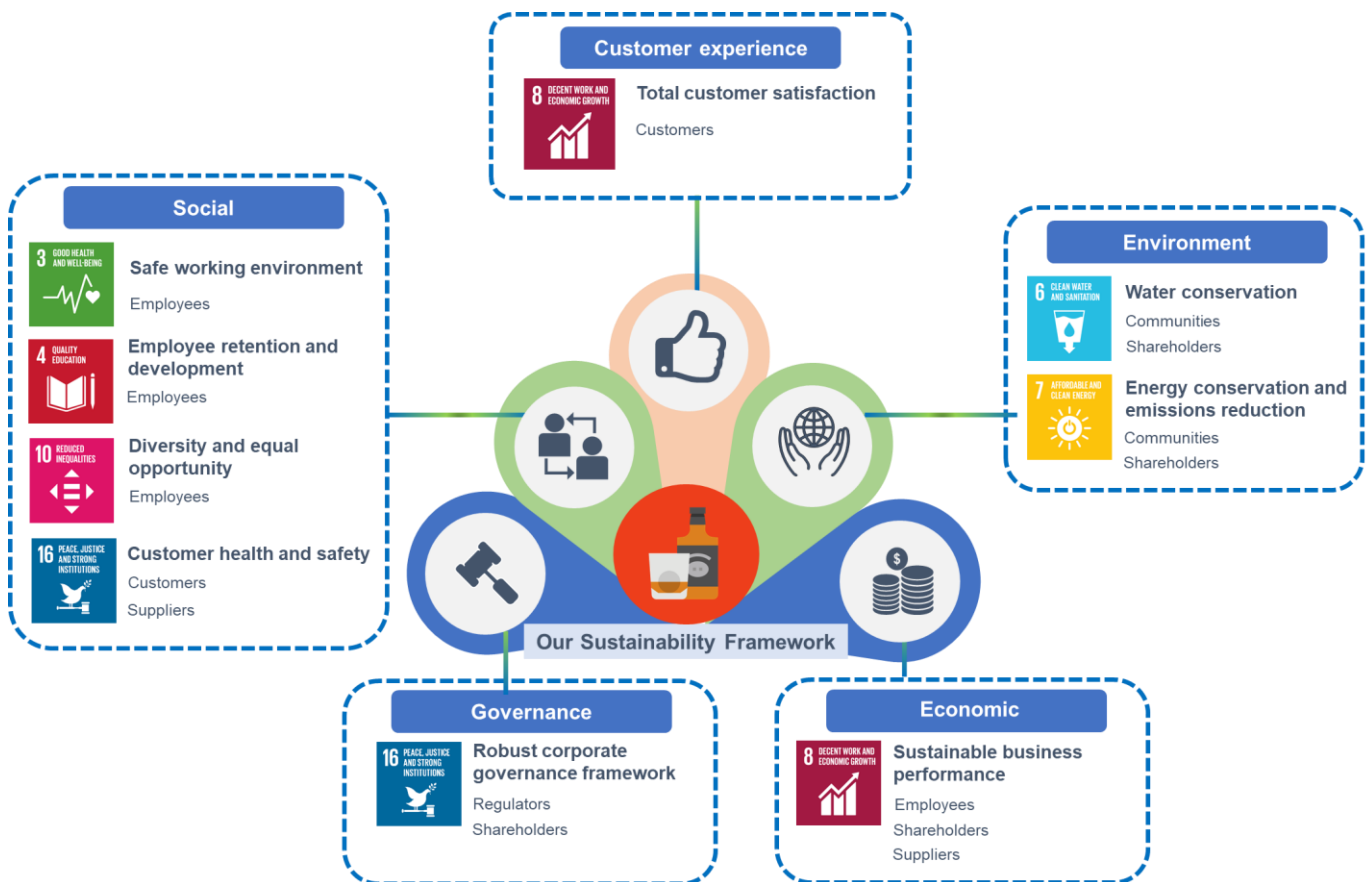 Customer experience
8 DECENT WORK AND
ECONOMIC GROWTH
Total customer satisfaction
Customers
Social
3 GOOD HEALTH
AND WELL-BEING
Safe working environment
Employees
4 QUALITY
EDUCATION
Employee retention and
development
Employees
10 REDUCED
INEQUALITIES
Diversity and equal
opportunity
Employees
16 PEACE, JUSTICE
AND STRONG
INSTITUTIONS
Customer health and safety
Customers
Suppliers
Environment
6 CLEAN WATER
AND SANITATION
Water conservation
Communities
Shareholders
7 AFFORDABLE AND
CLEAN ENERGY
Energy conservation and
emissions reduction
Communities
Shareholders
$
Our Sustainability Framework
Governance
16 PEACE, JUSTICE
AND STRONG
INSTITUTIONS
Robust corporate
governance framework
Regulators
Shareholders
Economic
8 DECENT WORK AND
ECONOMIC GROWTH
Sustainable business
performance
Employees
Shareholders
Suppliers